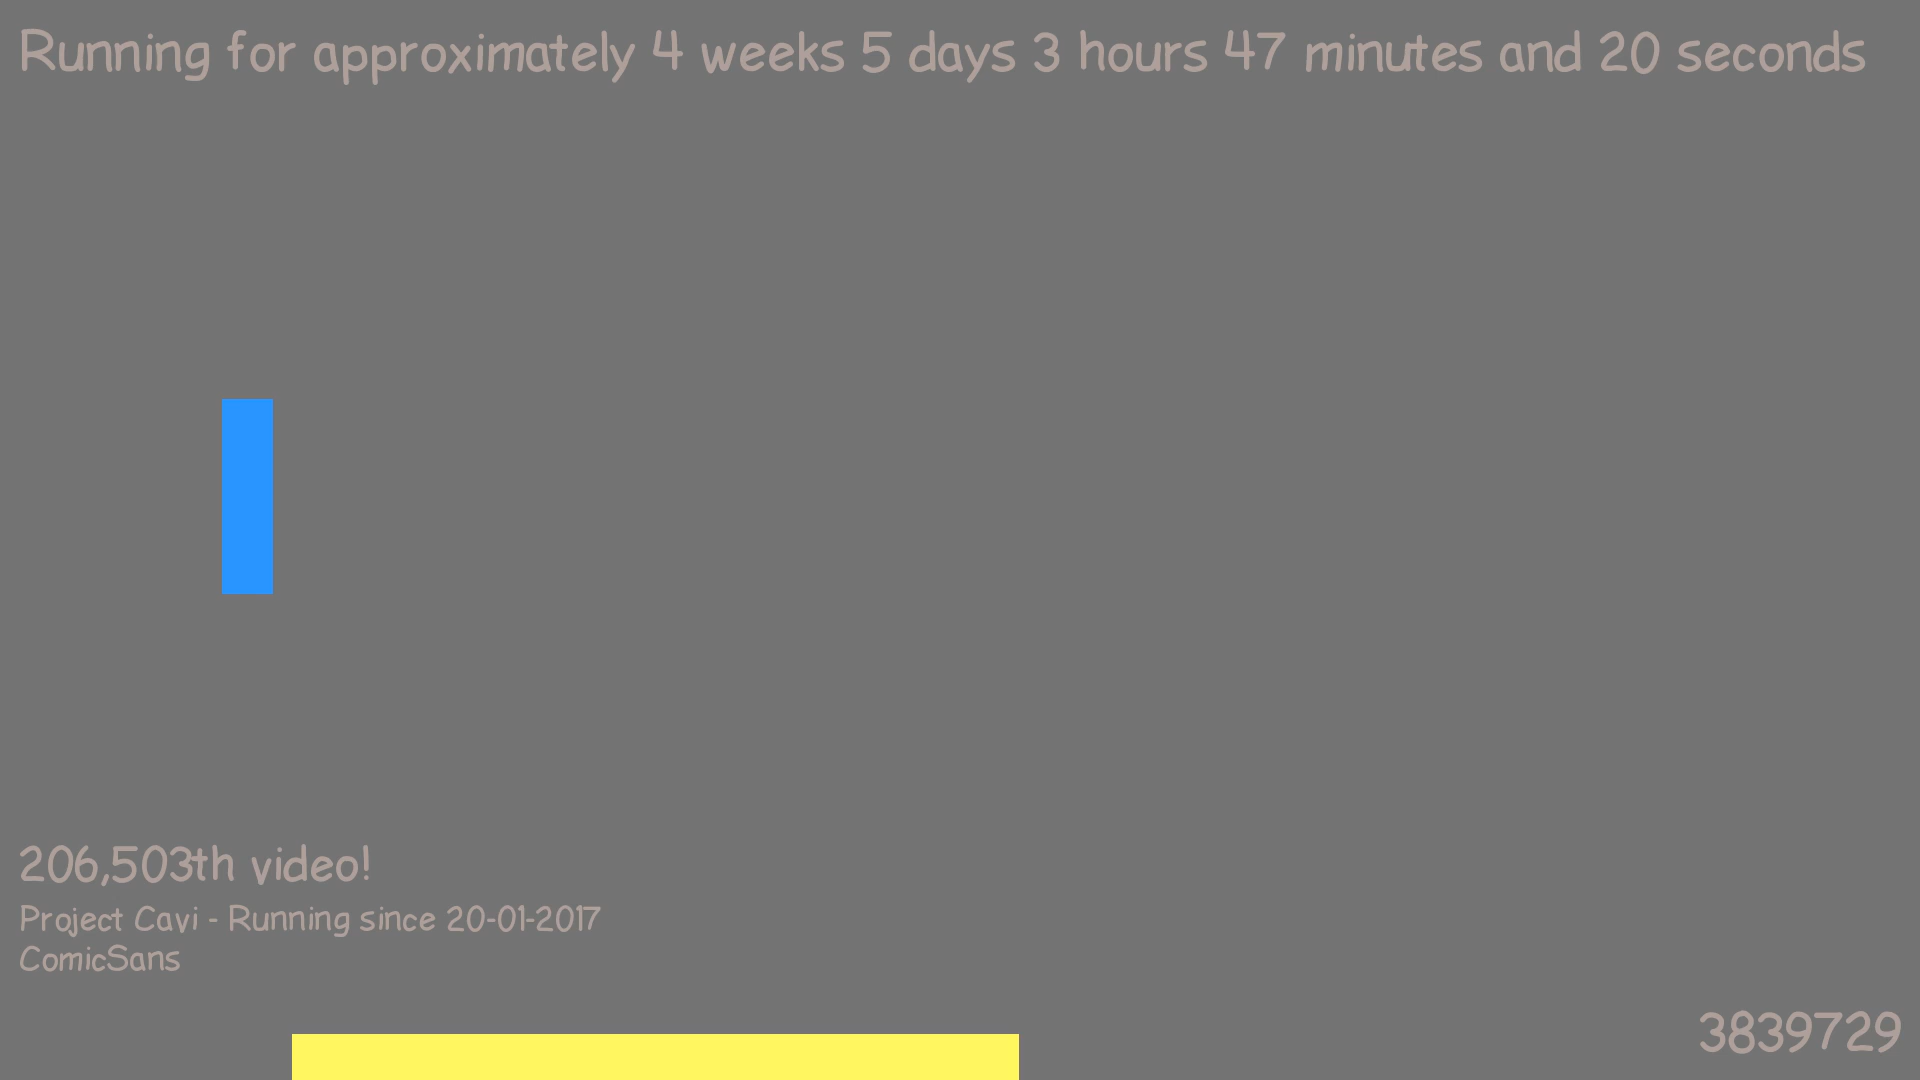 Running for approximately 4 weeks 5 days 3 hours 47 minutes and 20 seconds
206,503th video!
Project Cavi - Running since 20-01-2017
ComicSans
3839729